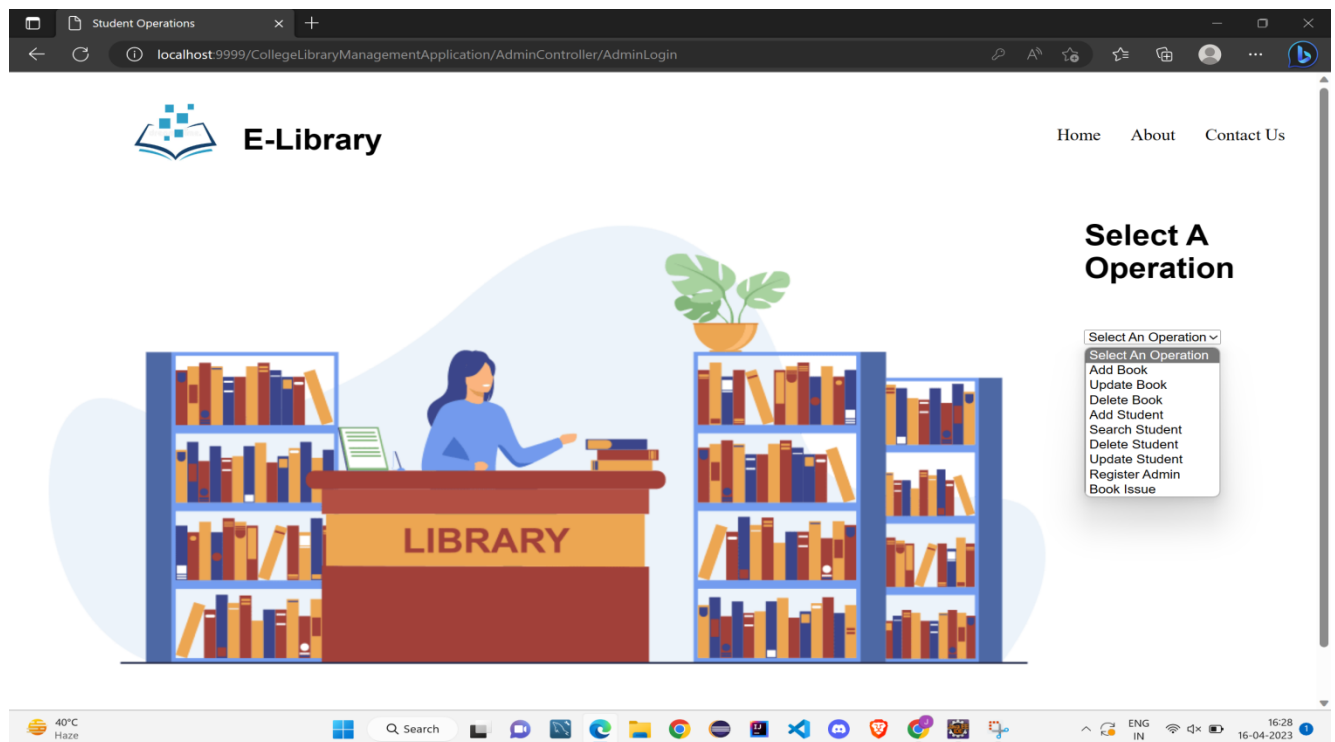 Student Operations
localhost:9999/CollegeLibraryManagementApplication/AdminController/AdminLogin
E-Library
Home About Contact Us
Select A
Operation
Select An Operation
Select An Operation
Add Book
Update Book
Delete Book
Add Student
Search Student
Delete Student
Update Student
Register Admin
Book Issue
LIBRARY
40°C
Haze
Search
ENG
IN
16:28
16-04-2023
1